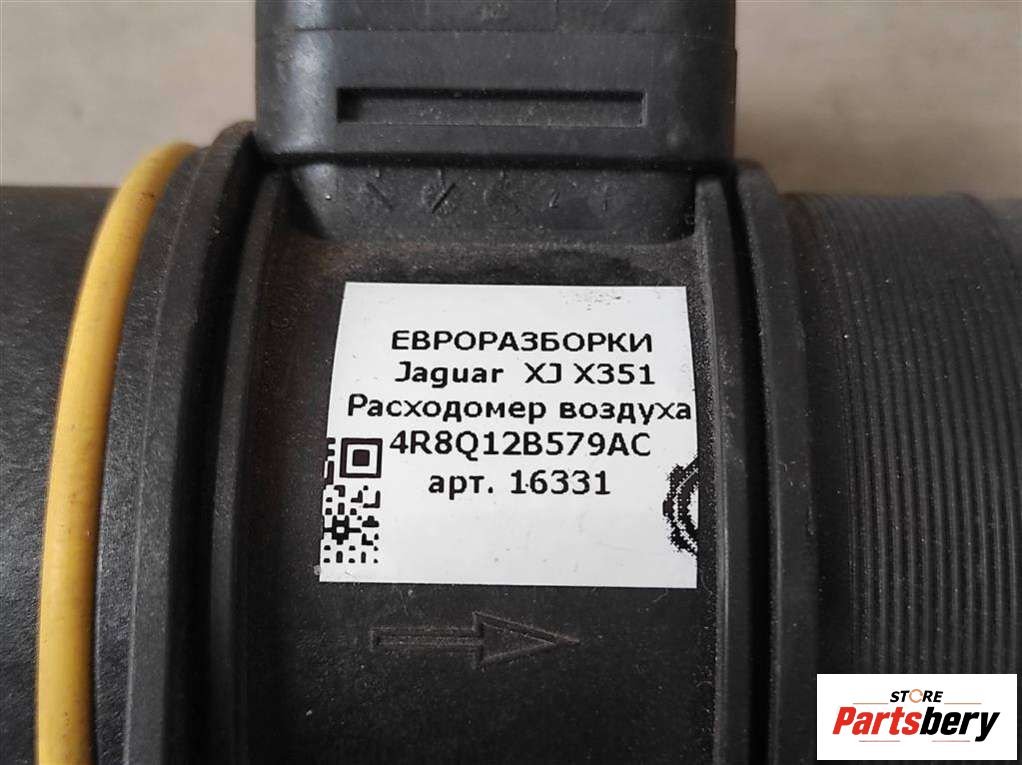 ЕВРОРАЗБОРКИ
Jaguar XJ X351
Расходомер воздуха
4R8Q12B579AC
арт. 16331
STORE
Partsbery